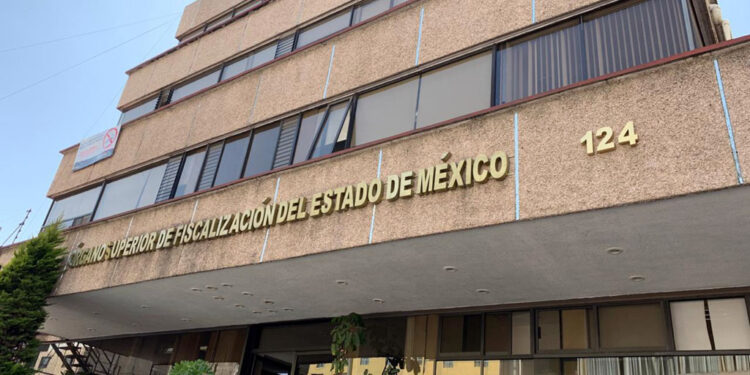 ÓRGANO SUPERIOR DE FISCALIZACIÓN DEL ESTADO DE MÉXICO
124